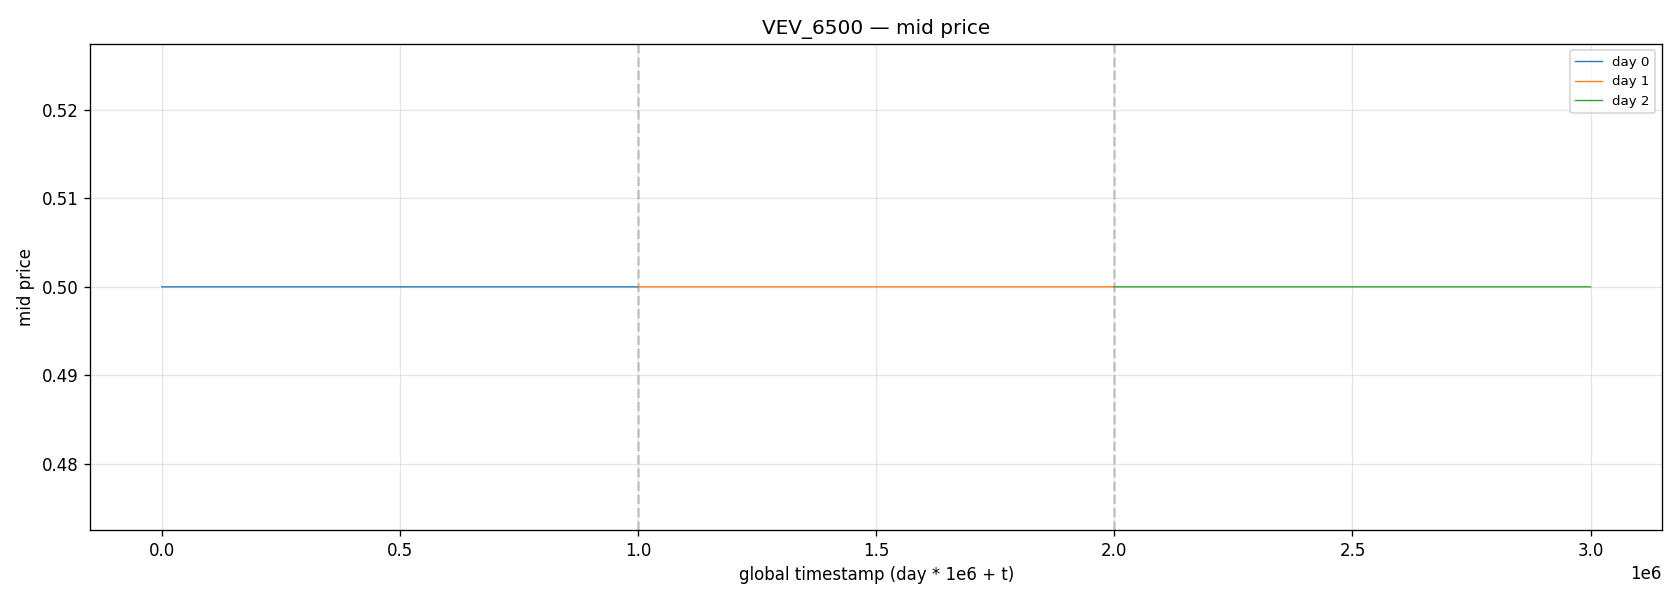 VEV_6500 — mid price
day 0
day 1
day 2
mid price
0.52
0.51
0.50
0.49
0.48
0.0 0.5 1.0 1.5 2.0 2.5 3.0
1e6
global timestamp (day * 1e6 + t)